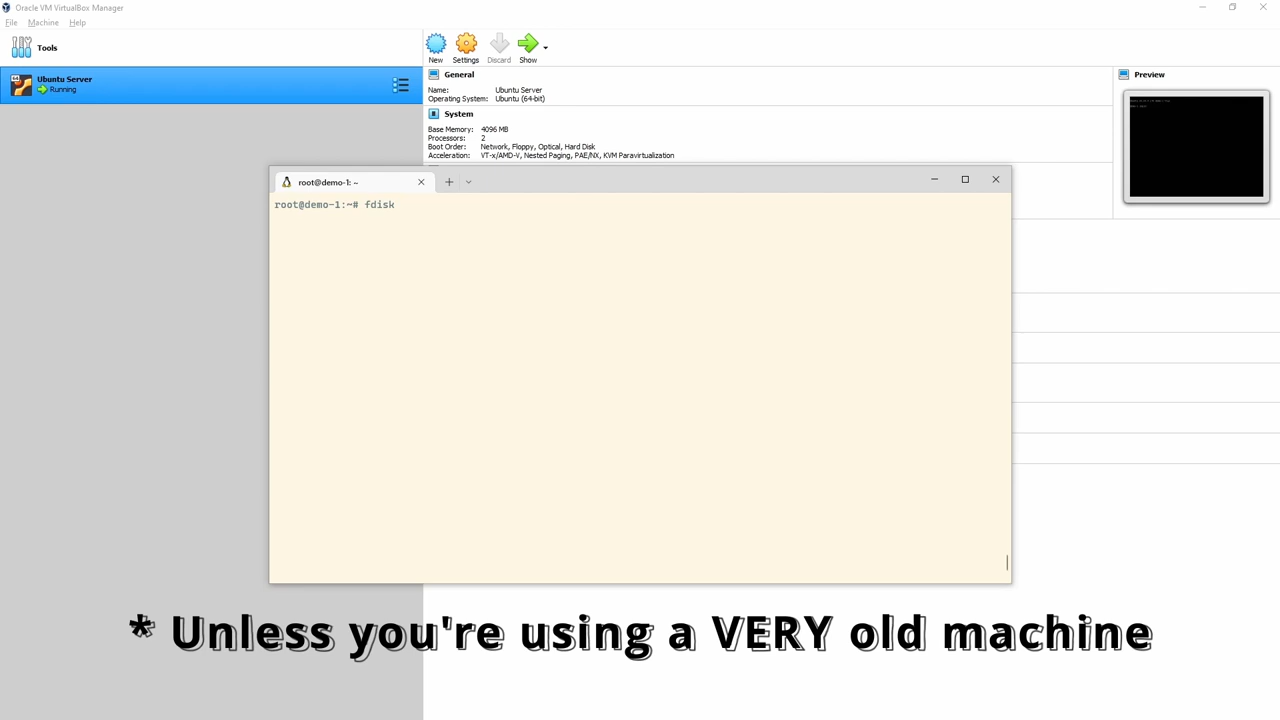 Oracle VM VirtualBox Manager
File Machine Help
Tools
Ubuntu Server
Running
New Settings Discard Show
General
Name: Ubuntu Server
Operating System: Ubuntu (64-bit)
System
Base Memory: 4096 MB
Processors: 2
Boot Order: Network, Floppy, Optical, Hard Disk
Acceleration: VT-x/AMD-V, Nested Paging, PAE/NX, KVM Paravirtualization
Preview
root@demo-1: ~
root@demo-1:~# fdisk
* Unless you're using a VERY old machine